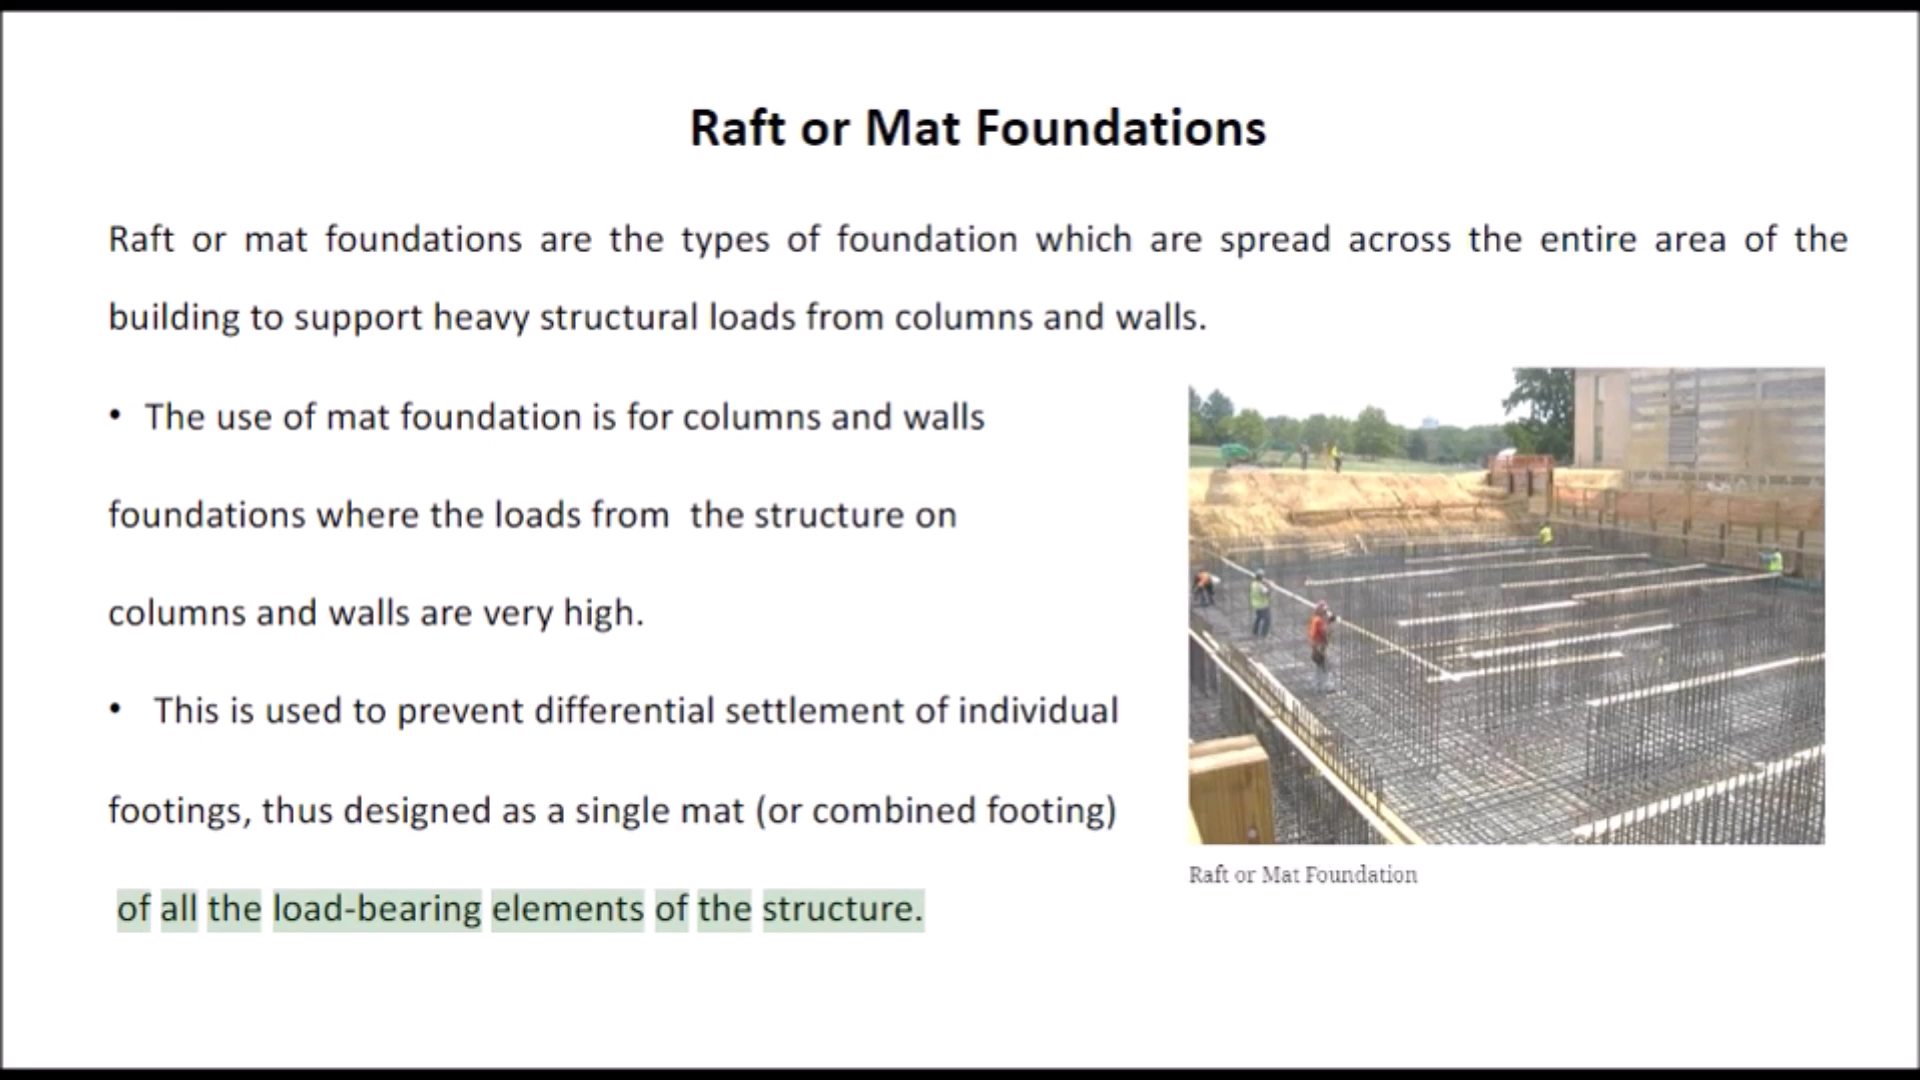 Raft or Mat Foundations
Raft or mat foundations are the types of foundation which are spread across the entire area of the
building to support heavy structural loads from columns and walls.
• The use of mat foundation is for columns and walls
foundations where the loads from the structure on
columns and walls are very high.
• This is used to prevent differential settlement of individual
footings, thus designed as a single mat (or combined footing)
of all the load-bearing elements of the structure.
Raft or Mat Foundation